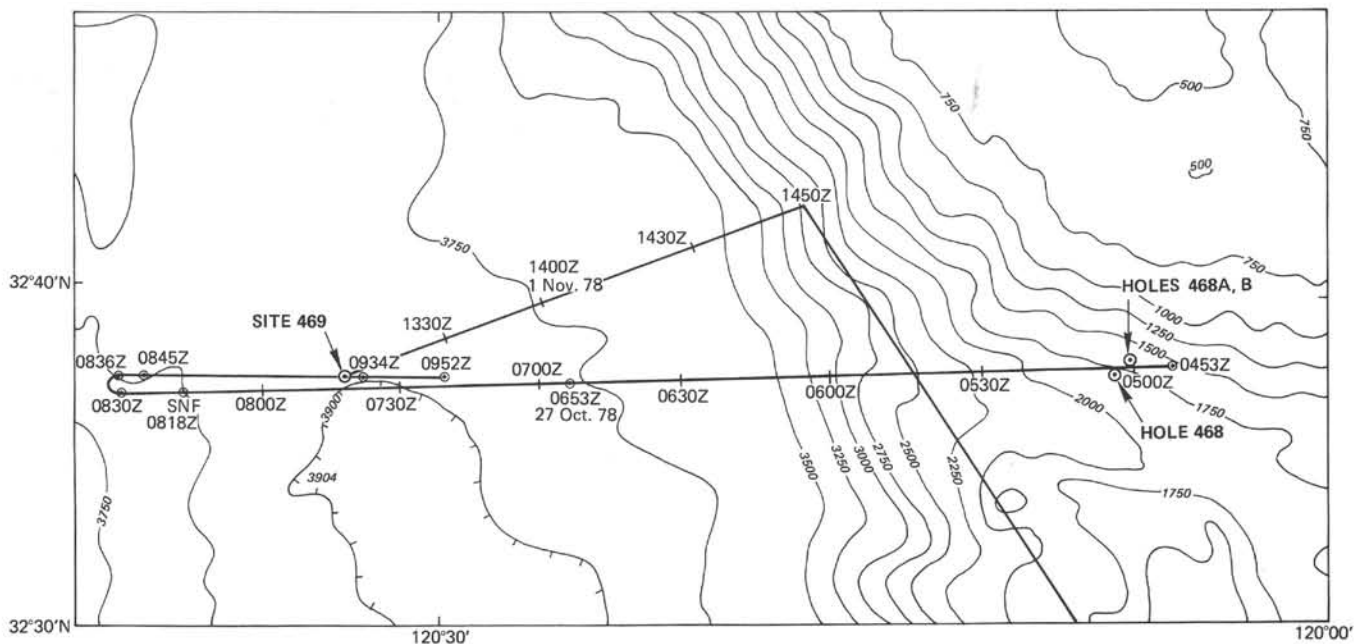 500
750
750
500
1450Z
3750
1430Z
750
32°40'N
1400Z
1 Nov. 78
HOLES 468A, B
1000
1250
SITE 469
1330Z
1500
0836Z
0845Z
0934Z
0952Z
0453Z
0700Z
0653Z
27 Oct. 78
0630Z
0600Z
0530Z
0500Z
0830Z
SNF
0818Z
0800Z
0730Z
3900
2000
1750
HOLE 468
3904
3750
3500
3250
3000
2750
2500
2250
1750
32°30'N
120°30'
120°00'